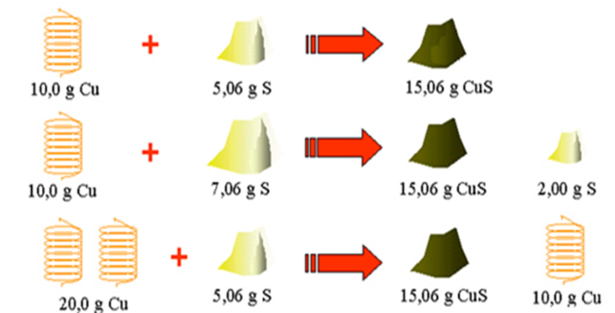 +
10,0 g Cu 5,06 g S 15,06 g CuS
+
10,0 g Cu 7,06 g S 15,06 g CuS 2,00 g S
+
20,0 g Cu 5,06 g S 15,06 g CuS 10,0 g Cu